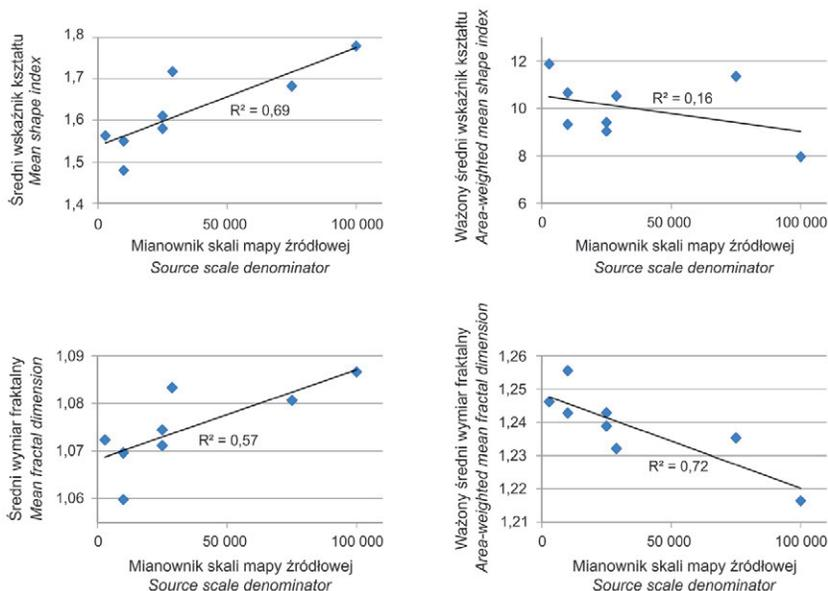 Średni wskaźnik kształtu
Mean shape index
1,8
1,7
1,6
1,5
1,4
R² = 0,69
0
50 000
100 000
Mianownik skali mapy źródłowej
Source scale denominator
Ważony średni wskaźnik kształtu
Area-weighted mean shape index
12
10
8
6
R² = 0,16
0
50 000
100 000
Mianownik skali mapy źródłowej
Source scale denominator
Średni wymiar fraktalny
Mean fractal dimension
1,09
1,08
1,07
1,06
R² = 0,57
0
50 000
100 000
Mianownik skali mapy źródłowej
Source scale denominator
Ważony średni wymiar fraktalny
Area-weighted mean fractal dimension
1,26
1,25
1,24
1,23
1,22
1,21
R² = 0,72
0
50 000
100 000
Mianownik skali mapy źródłowej
Source scale denominator